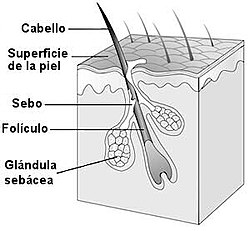 Cabello
Superficie
de la piel
Sebo
Folículo
Glándula
sebácea